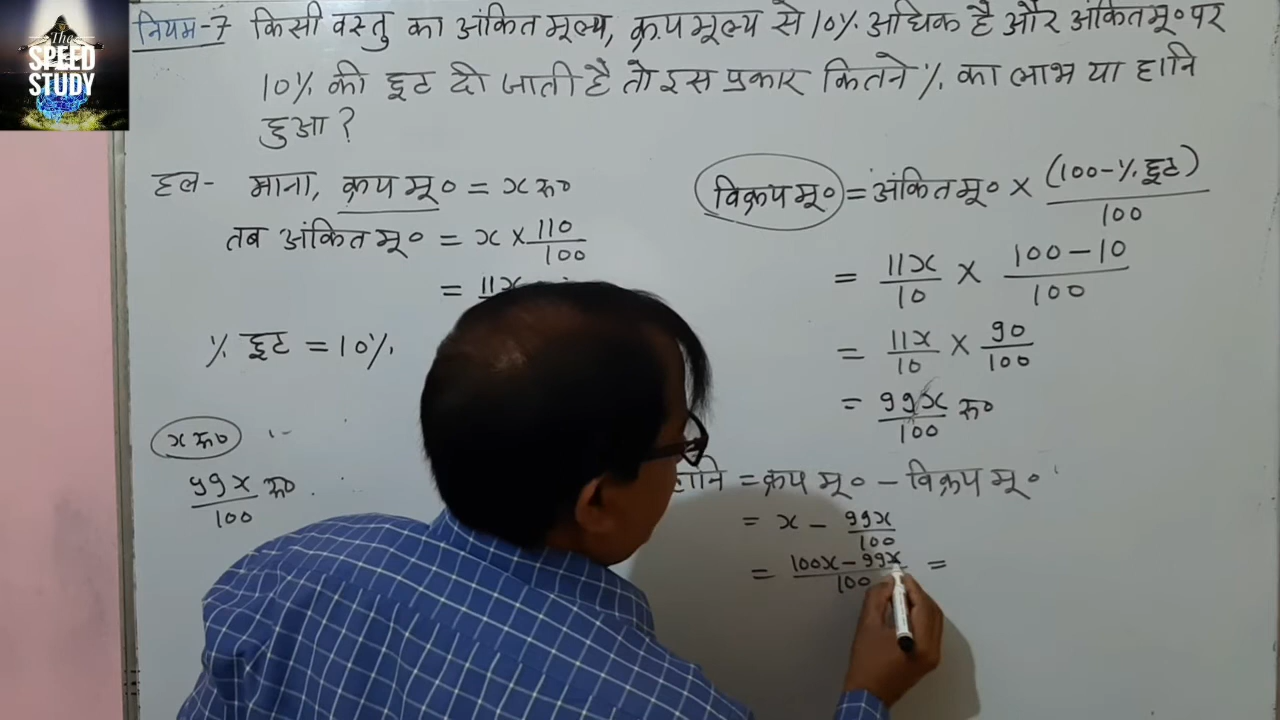 The
SPEED
STUDY
नियम-7 किसी वस्तु का अंकित मूल्य, क्रय मूल्य से 10% अधिक है और अंकित मू० पर
10% की छूट दी जाती है तो इस प्रकार कितने % का लाभ या हानि
हुआ ?
हल- माना, क्रय मू० = x रू०
तब अंकित मू० = x × 110/100
= 11x
% छूट = 10%.
x रू०
99x/100 रू०
विक्रय मू० = अंकित मू० × (100-% छूट)/100
= 11x/10 × 100-10/100
= 11x/10 × 90/100
= 99x/100 रू०
हानि = क्रय मू० - विक्रय मू०
= x - 99x/100
= 100x-99x/100 =